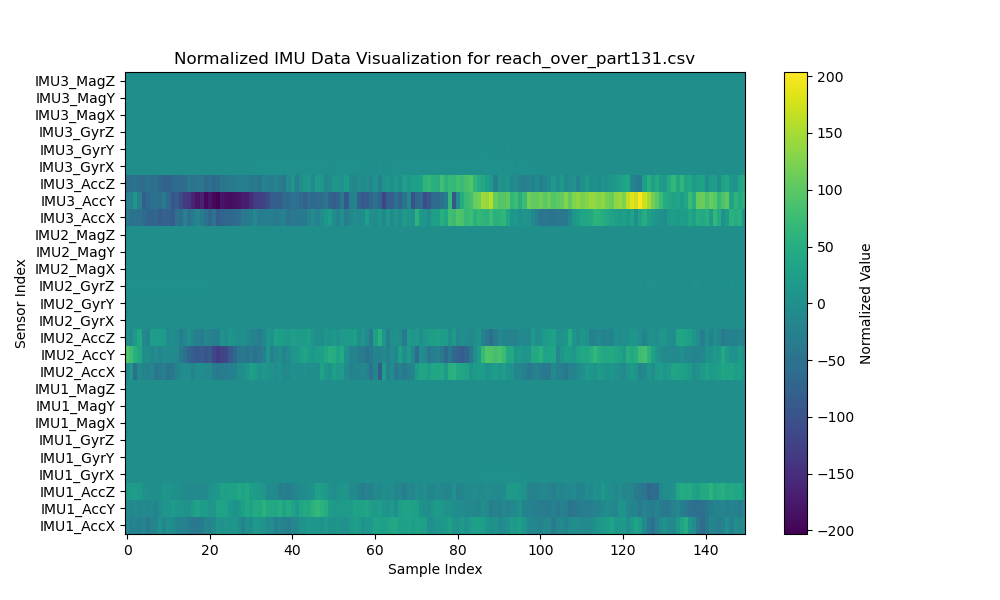 Normalized IMU Data Visualization for reach_over_part131.csv
IMU3_MagZ
IMU3_MagY
IMU3_MagX
IMU3_GyrZ
IMU3_GyrY
IMU3_GyrX
IMU3_AccZ
IMU3_AccY
IMU3_AccX
IMU2_MagZ
IMU2_MagY
IMU2_MagX
IMU2_GyrZ
IMU2_GyrY
IMU2_GyrX
IMU2_AccZ
IMU2_AccY
IMU2_AccX
IMU1_MagZ
IMU1_MagY
IMU1_MagX
IMU1_GyrZ
IMU1_GyrY
IMU1_GyrX
IMU1_AccZ
IMU1_AccY
IMU1_AccX
Sensor Index
0 20 40 60 80 100 120 140
Sample Index
200
150
100
50
0
−50
−100
−150
−200
Normalized Value